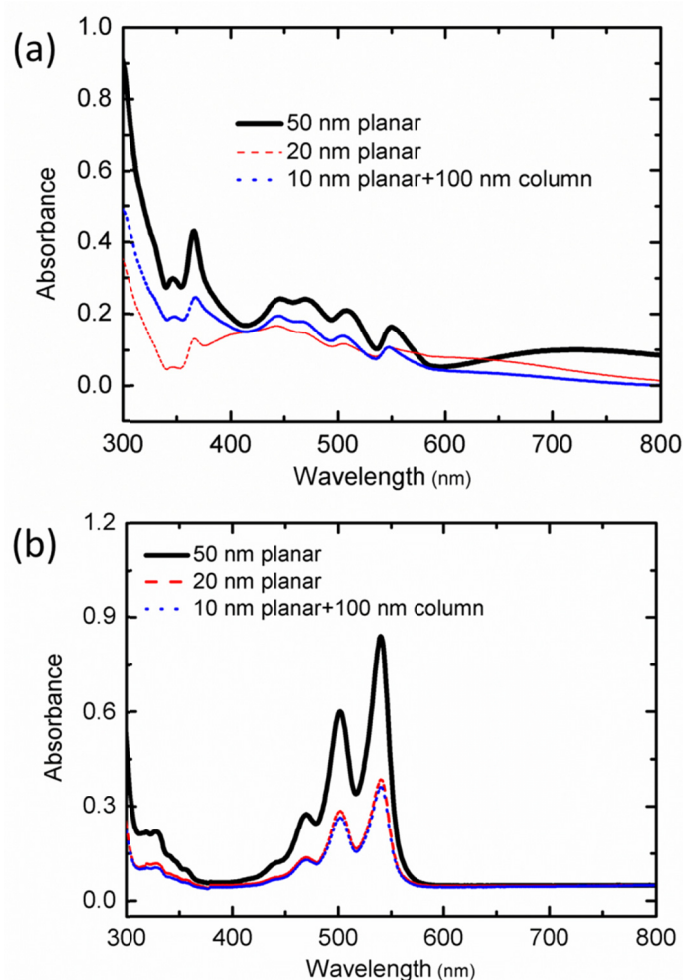 (a)
1.0
0.8
0.6
0.4
0.2
0.0
Absorbance
50 nm planar
20 nm planar
10 nm planar+100 nm column
300 400 500 600 700 800
Wavelength (nm)
(b)
1.2
0.9
0.6
0.3
0.0
Absorbance
50 nm planar
20 nm planar
10 nm planar+100 nm column
300 400 500 600 700 800
Wavelength (nm)